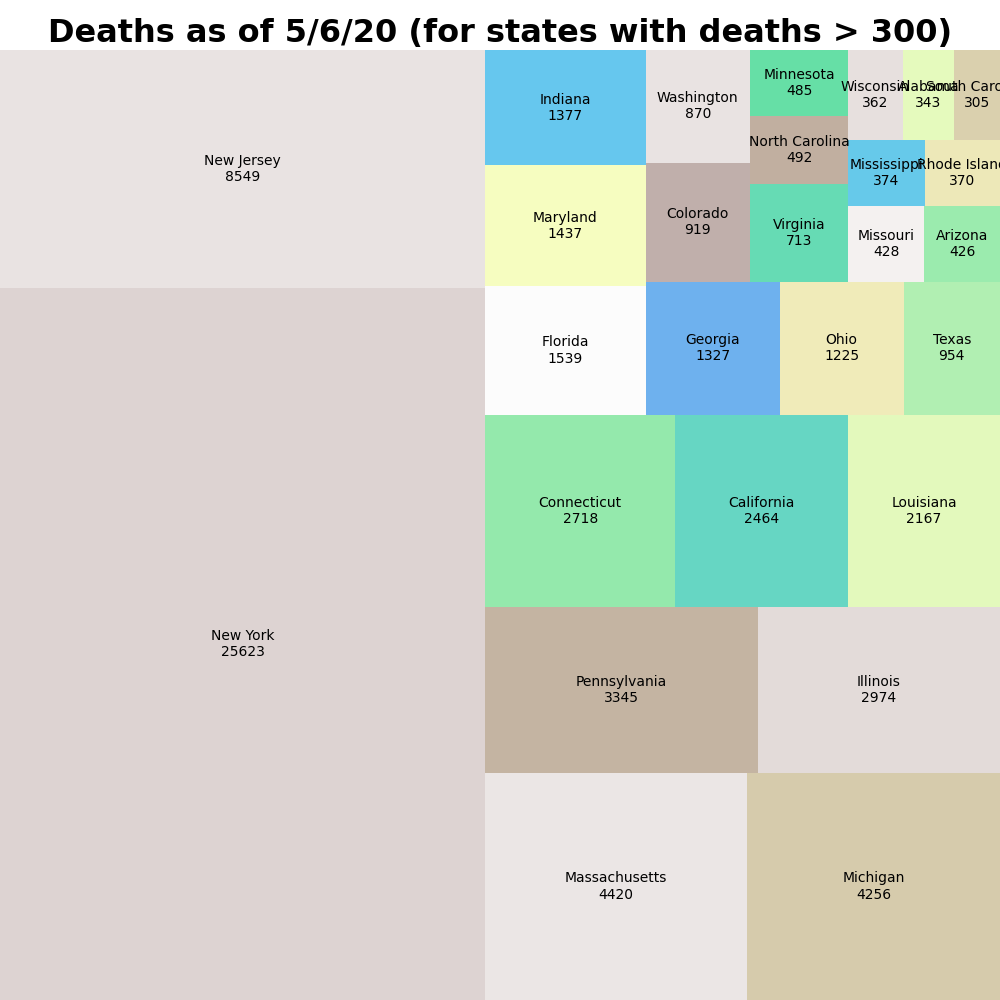 Deaths as of 5/6/20 (for states with deaths > 300)
New Jersey
8549
New York
25623
Indiana
1377
Maryland
1437
Florida
1539
Washington
870
Colorado
919
Minnesota
485
North Carolina
492
Virginia
713
Wisconsin
362
Alabama
343
South Caro
305
Mississippi
374
Rhode Island
370
Missouri
428
Arizona
426
Georgia
1327
Ohio
1225
Texas
954
Connecticut
2718
California
2464
Louisiana
2167
Pennsylvania
3345
Illinois
2974
Massachusetts
4420
Michigan
4256